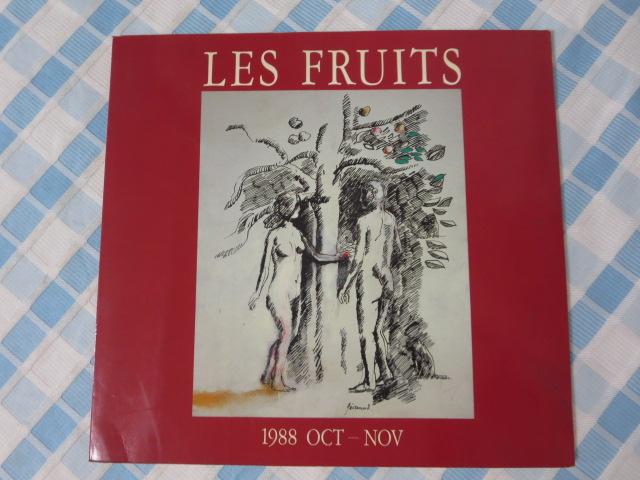 LES FRUITS
1988 OCT – NOV